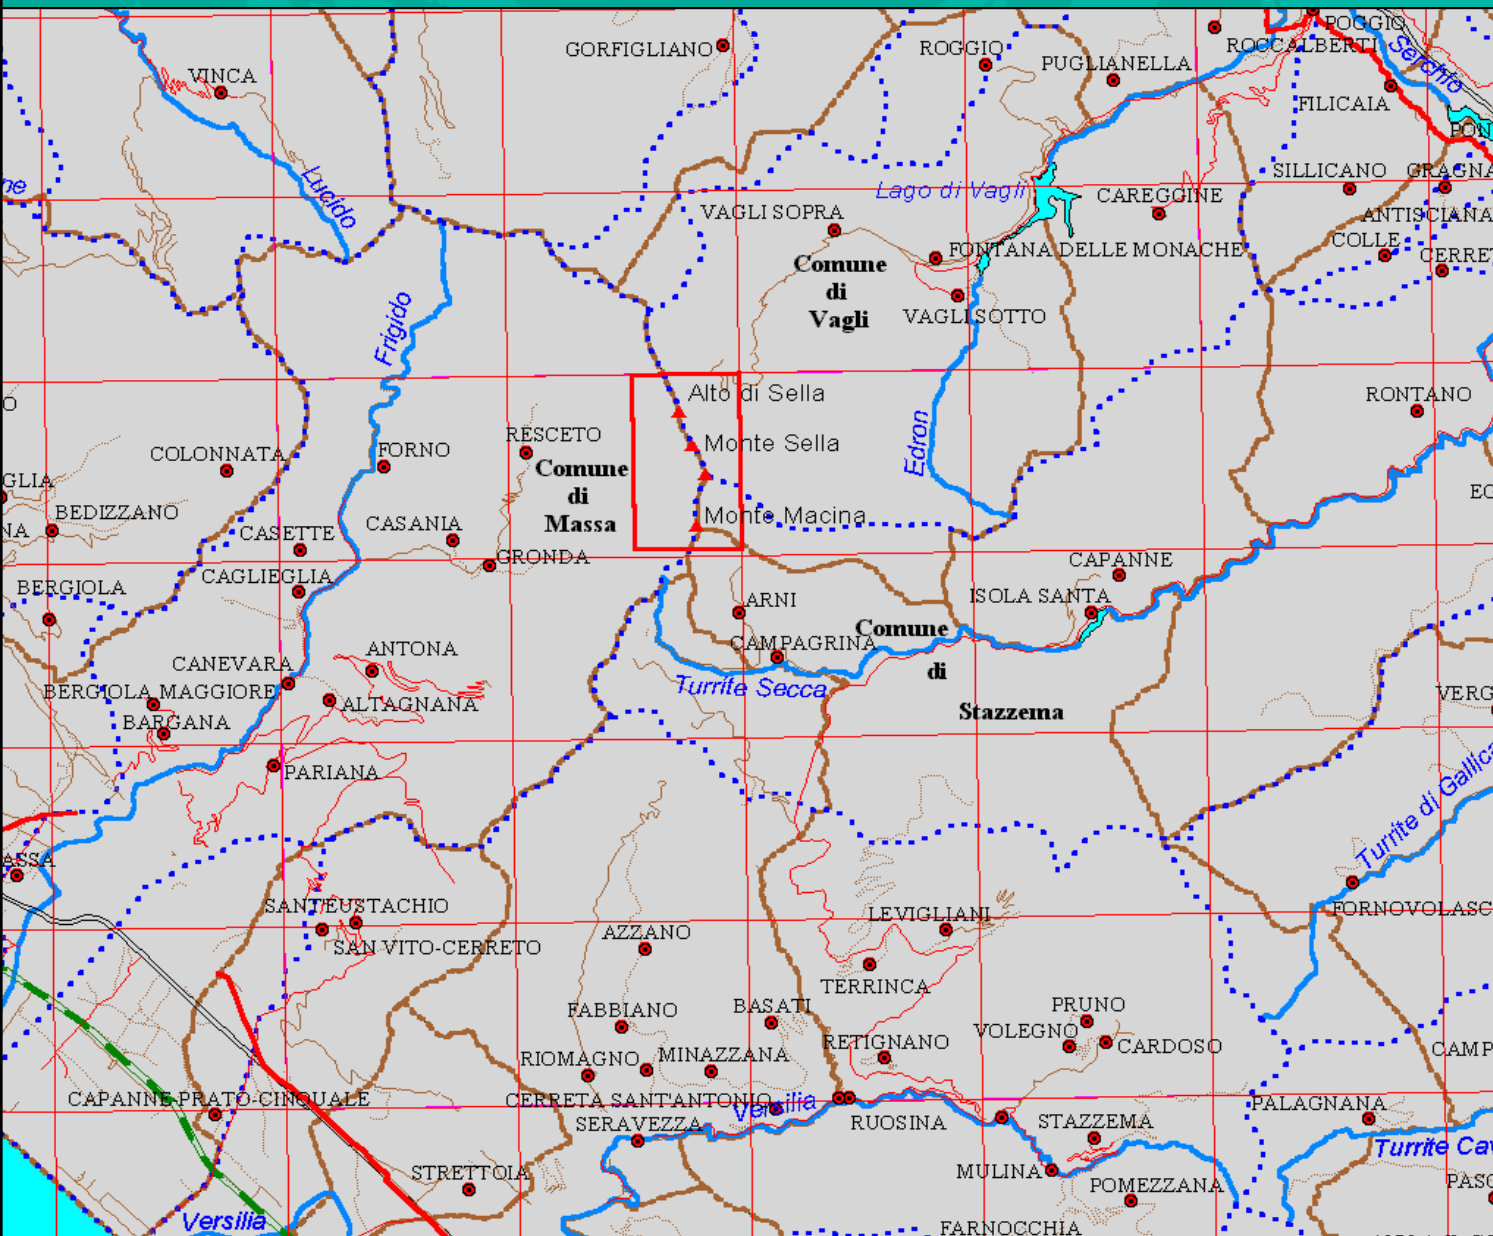 POGGIO
GORFIGLIANO
ROGGIO
ROCCALBERTI
Serchio
PUGLIANELLA
VINCA
FILICAIA
Lucido
SILLICANO
Lago di Vagli
CAREGGINE
VAGLI SOPRA
ANTISCIANA
COLLE
FONTANA DELLE MONACHE
Comune
di
Vagli
VAGLI SOTTO
Frigido
Alto di Sella
RONTANO
Edron
RESCETO
Monte Sella
COLONNATA
FORNO
Comune
di
Massa
BEDIZZANO
Monte Macina
CASETTE
CASANIA
GRONDA
CAPANNE
CAGLIEGLIA
BERGIOLA
ISOLA SANTA
ARNI
Comune
di
Stazzema
CAMPAGRINA
ANTONA
CANEVARA
Turrite Secca
BERGIOLA MAGGIORE
ALTAGNANA
BARGANA
PARIANA
Turrite di Gallica
SANT'EUSTACHIO
LEVIGLIANI
SAN VITO-CERRETO
AZZANO
TERRINCA
FABBIANO
BASATI
PRUNO
VOLEGNO
CARDOSO
RETIGNANO
RIOMAGNO
MINAZZANA
CAPANNE-PRATO-CINQUALE
CERRETA SANT'ANTONIO
Versilia
PALAGNANA
SERAVEZZA
RUOSINA
STAZZEMA
STRETTOIA
MULINA
POMEZZANA
Versilia
FARNOCCHIA